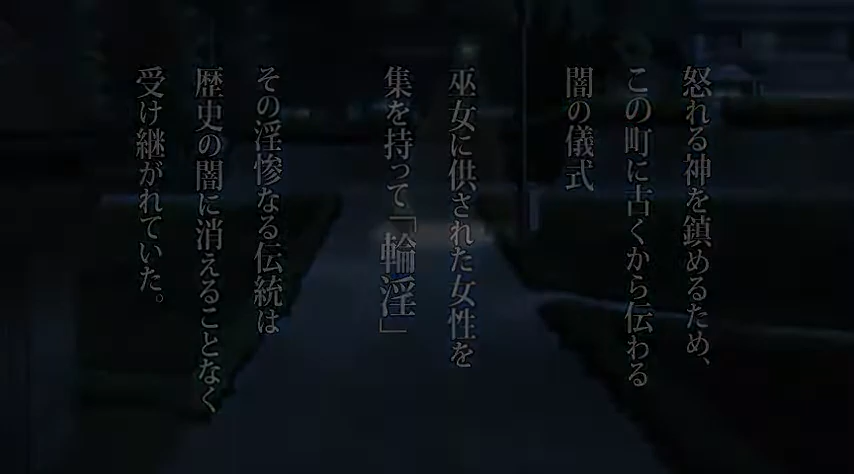 怒れる神を鎮めるため、
この町に古くから伝わる
闇の儀式
巫女に供された女性を
集を持って「輪淫」
その淫惨なる伝統は
歴史の闇に消えることなく
受け継がれていた。